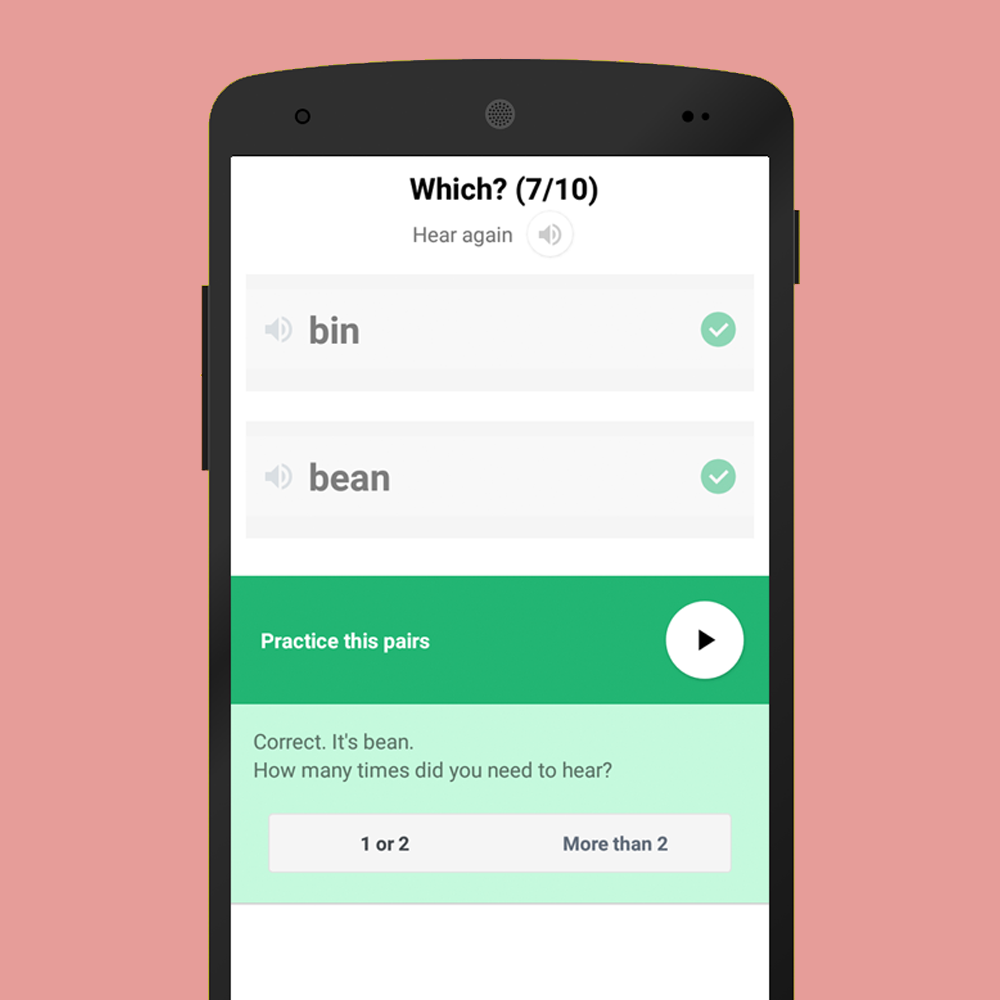 Which? (7/10)
Hear again
bin
bean
Practice this pairs
Correct. It's bean.
How many times did you need to hear?
1 or 2 More than 2